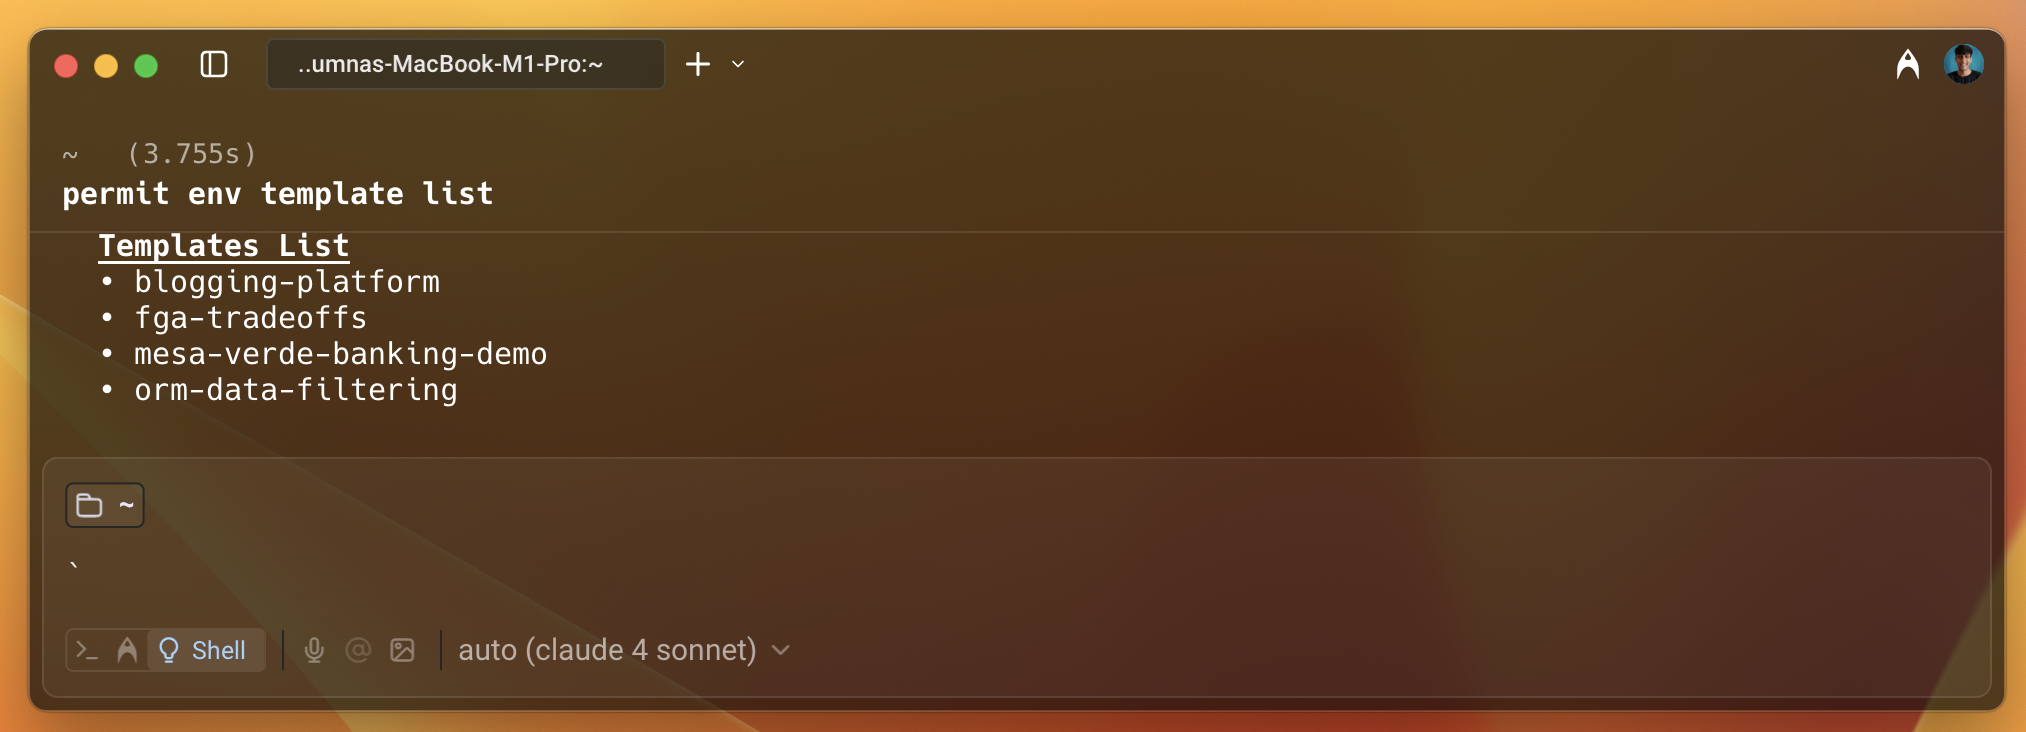 ..umnas-MacBook-M1-Pro:~
~ (3.755s)
permit env template list
Templates List
• blogging-platform
• fga-tradeoffs
• mesa-verde-banking-demo
• orm-data-filtering
~
`
Shell auto (claude 4 sonnet)